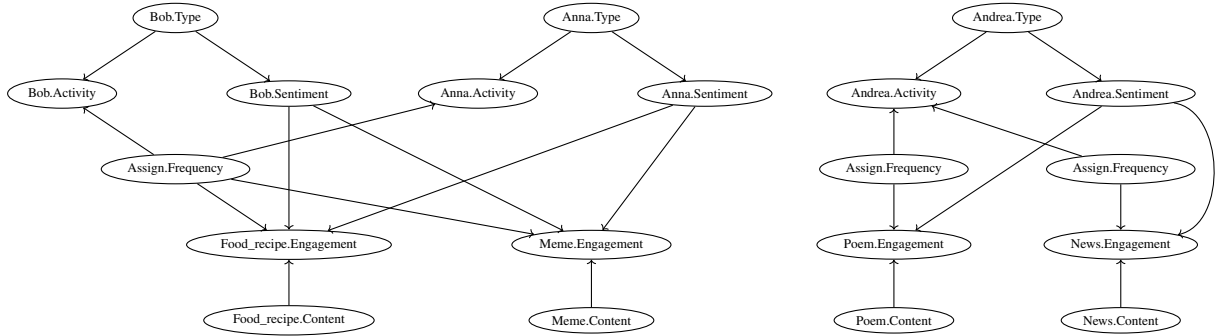 Bob.Type Anna.Type Andrea.Type
Bob.Activity Bob.Sentiment Anna.Activity Anna.Sentiment Andrea.Activity Andrea.Sentiment
Assign.Frequency Assign.Frequency Assign.Frequency
Food_recipe.Engagement Meme.Engagement Poem.Engagement News.Engagement
Food_recipe.Content Meme.Content Poem.Content News.Content